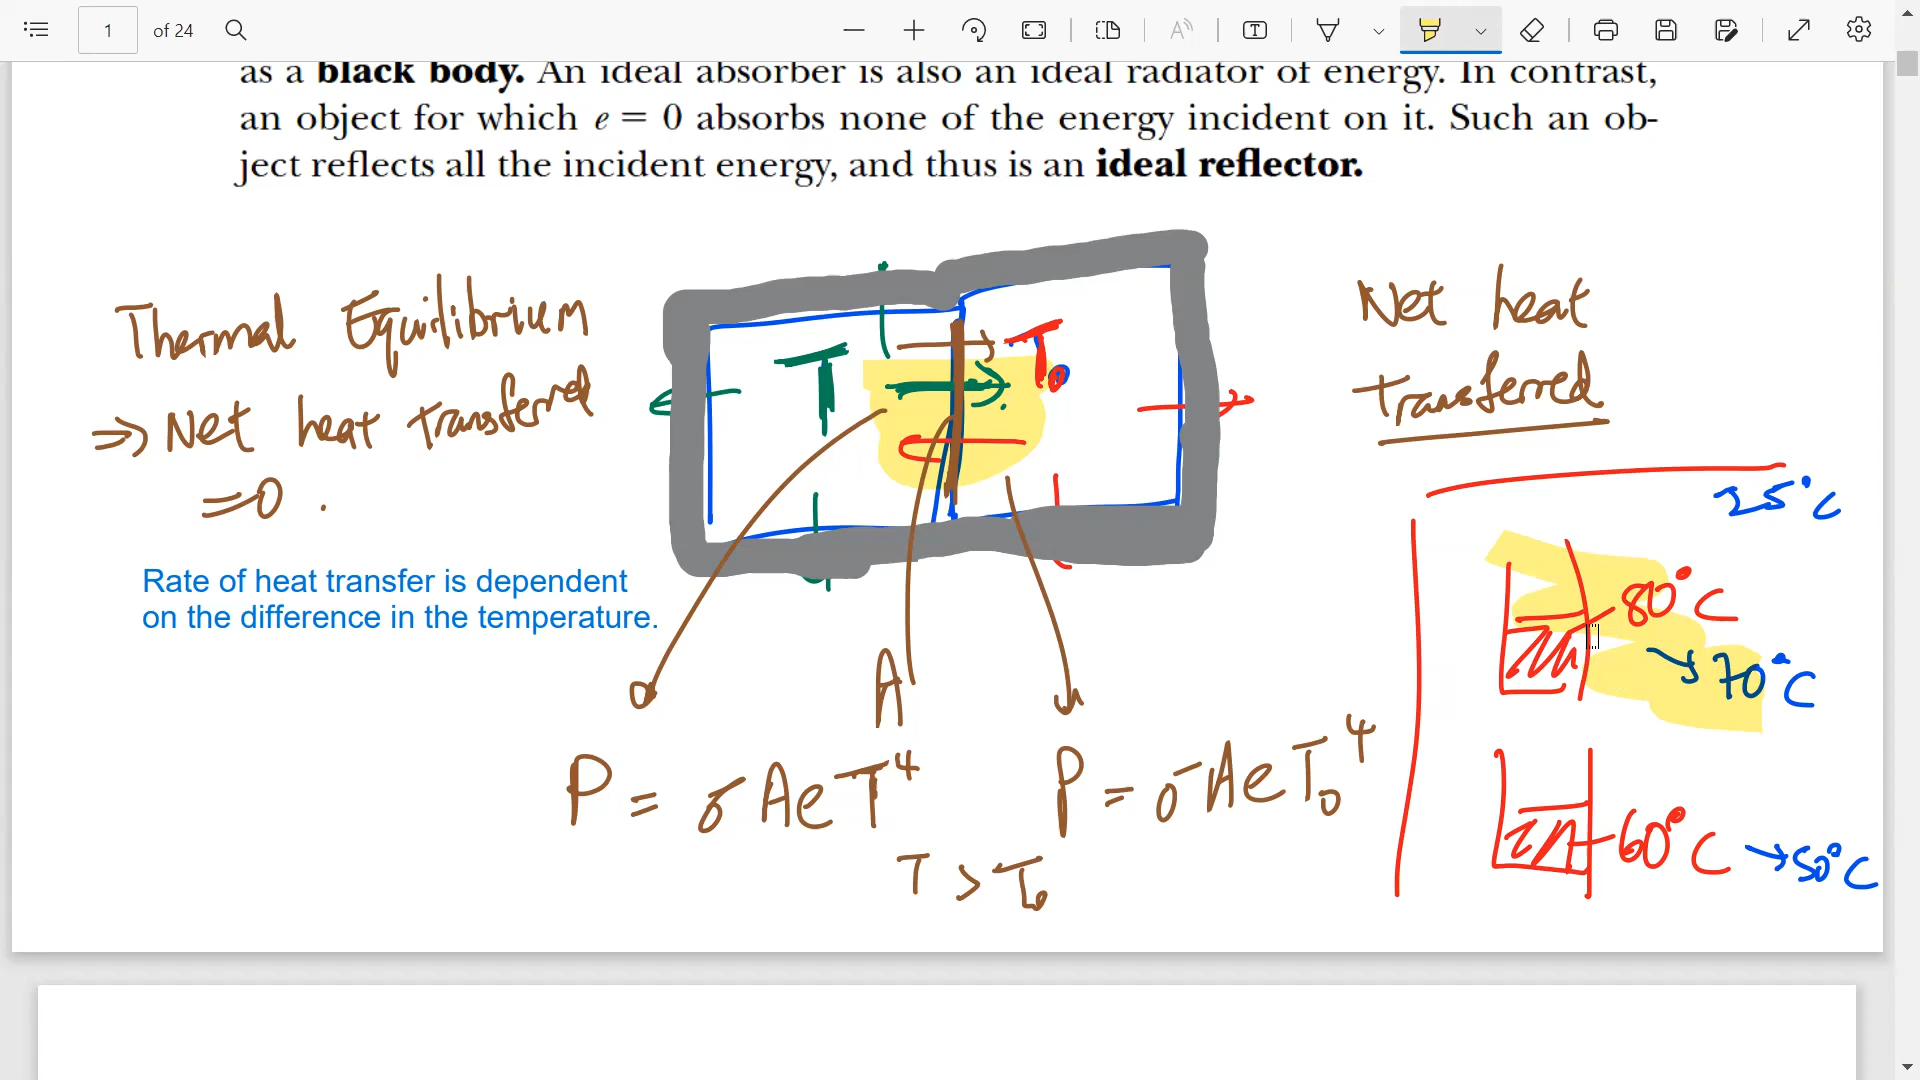 1 of 24
as a black body. An ideal absorber is also an ideal radiator of energy. In contrast,
an object for which e = 0 absorbs none of the energy incident on it. Such an ob-
ject reflects all the incident energy, and thus is an ideal reflector.
Thermal Equilibrium
⇒ Net heat transferred
=0 .
Rate of heat transfer is dependent
on the difference in the temperature.
T
T₀
A
P = σAeT⁴
P = σAeT₀⁴
T > T₀
Net heat
Transferred
25°C
80°C
→ 70°C
60°C → 50°C